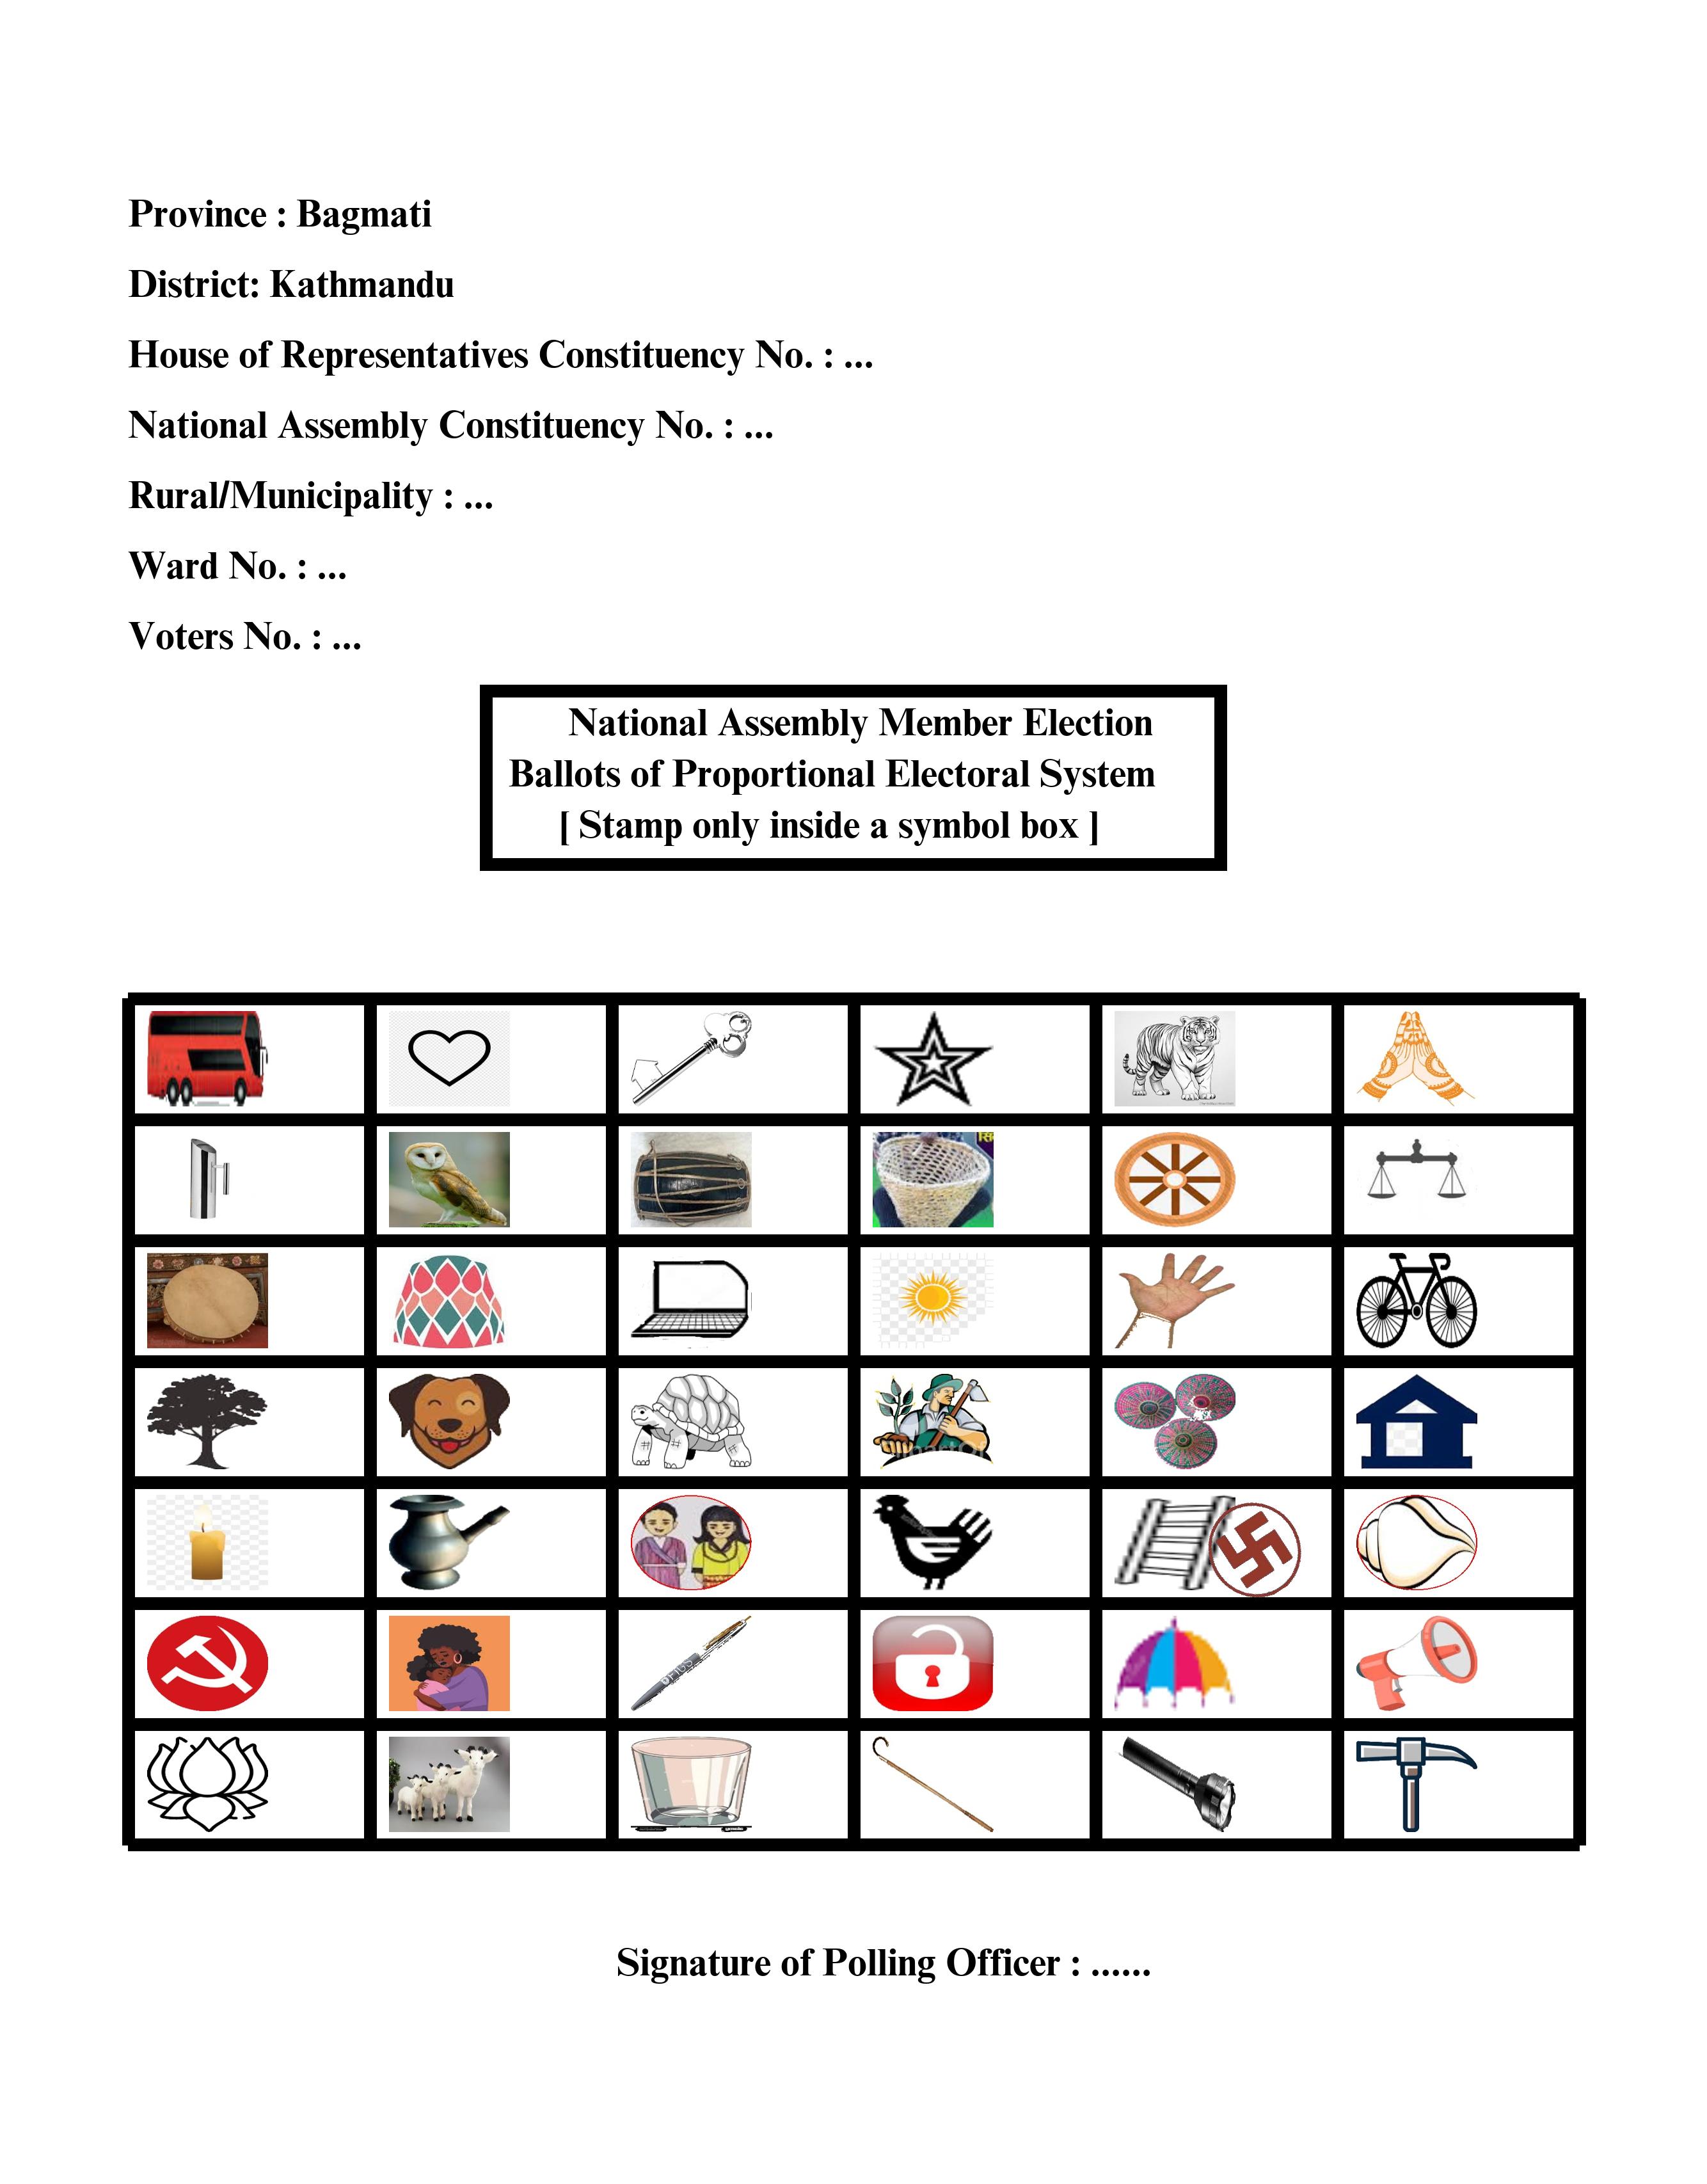 Province : Bagmati
District: Kathmandu
House of Representatives Constituency No. : ...
National Assembly Constituency No. : ...
Rural/Municipality : ...
Ward No. : ...
Voters No. : ...
National Assembly Member Election
Ballots of Proportional Electoral System
[ Stamp only inside a symbol box ]
Signature of Polling Officer : ......